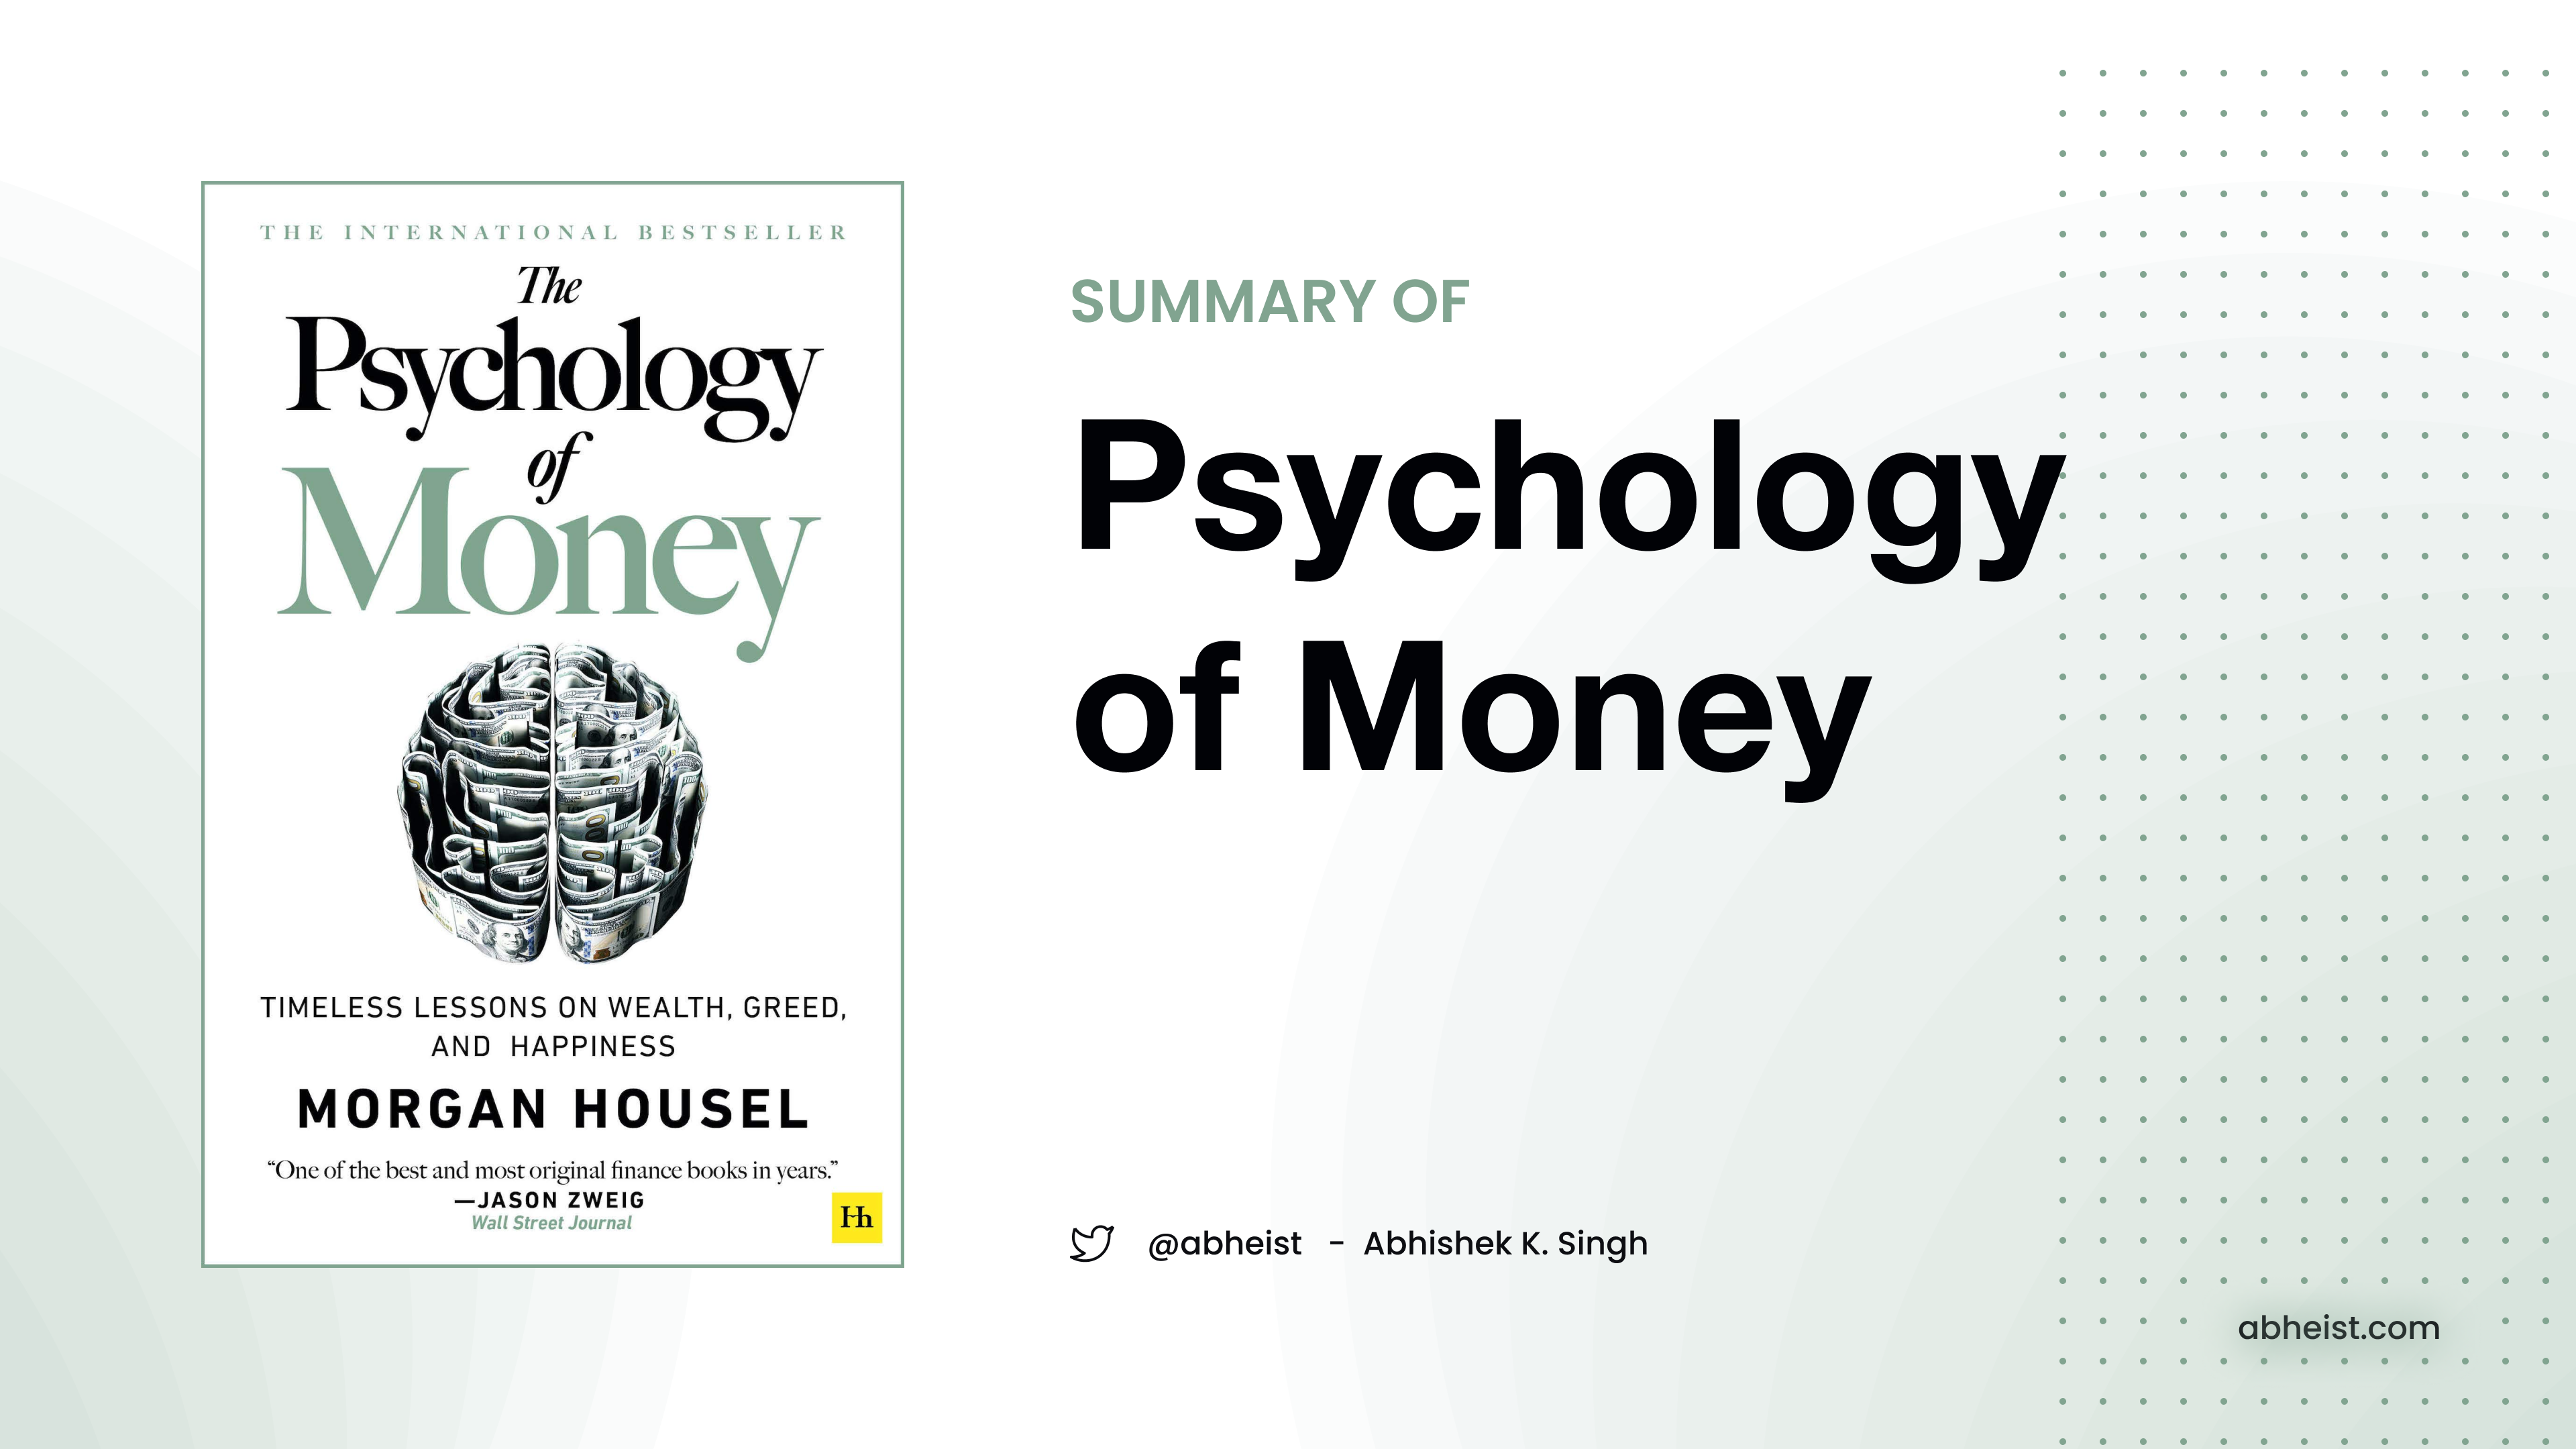 THE INTERNATIONAL BESTSELLER
The
Psychology
of
Money
TIMELESS LESSONS ON WEALTH, GREED,
AND HAPPINESS
MORGAN HOUSEL
“One of the best and most original finance books in years.”
—JASON ZWEIG
Wall Street Journal
Hh
SUMMARY OF
Psychology
of Money
@abheist - Abhishek K. Singh
abheist.com